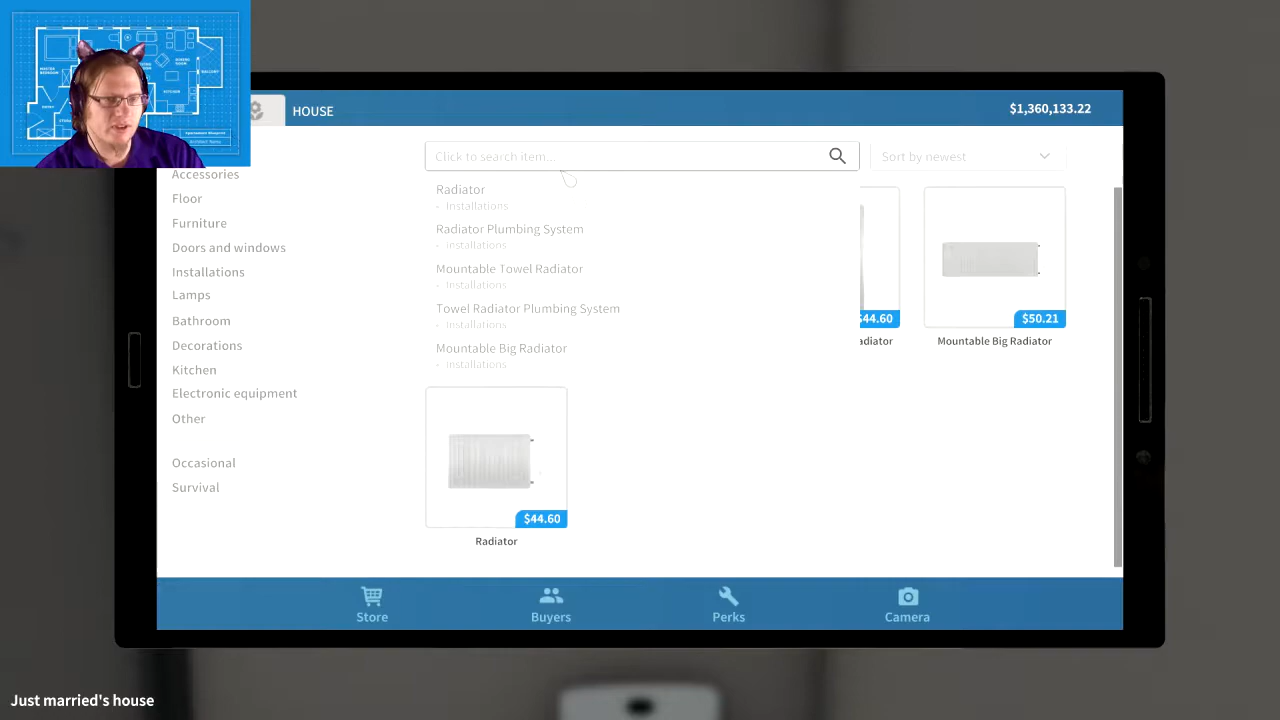 HOUSE
$1,360,133.22
Click to search item...
Sort by newest
Accessories
Floor
Furniture
Doors and windows
Installations
Lamps
Bathroom
Decorations
Kitchen
Electronic equipment
Other
Occasional
Survival
Radiator
- Installations
Radiator Plumbing System
- Installations
Mountable Towel Radiator
- Installations
Towel Radiator Plumbing System
- Installations
Mountable Big Radiator
- Installations
$44.60
adiator
$50.21
Mountable Big Radiator
$44.60
Radiator
Store
Buyers
Perks
Camera
Just married's house